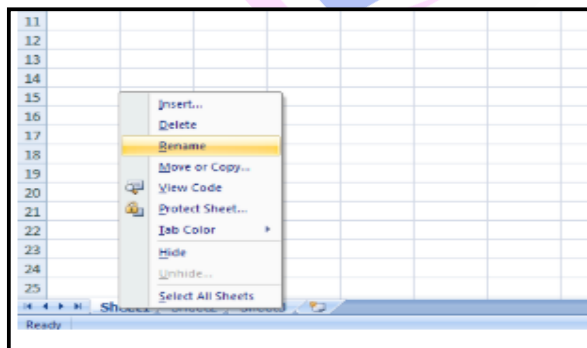 11
12
13
14
15
16
17
18
19
20
21
22
23
24
25
Insert...
Delete
Rename
Move or Copy...
View Code
Protect Sheet...
Tab Color
Hide
Unhide...
Select All Sheets
Ready